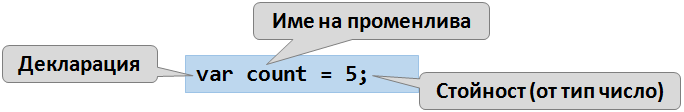 Име на променлива
Декларация
var count = 5;
Стойност (от тип число)